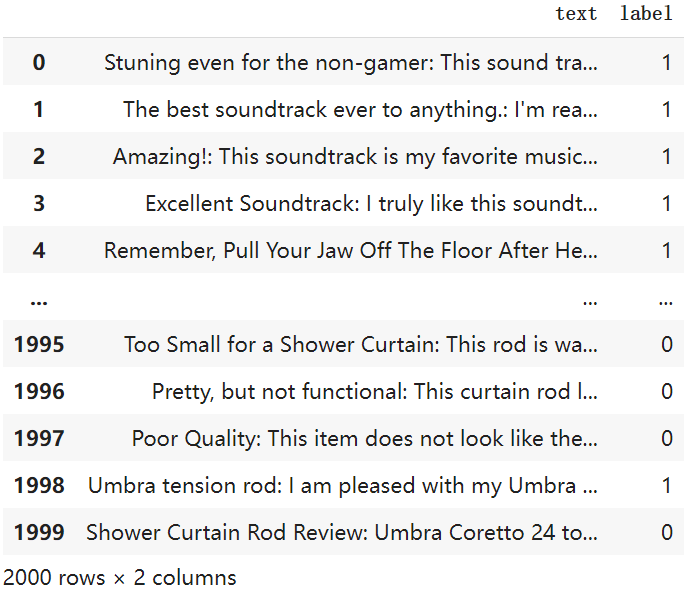 text label
0 Stuning even for the non-gamer: This sound tra... 1
1 The best soundtrack ever to anything.: I'm rea... 1
2 Amazing!: This soundtrack is my favorite music... 1
3 Excellent Soundtrack: I truly like this soundt... 1
4 Remember, Pull Your Jaw Off The Floor After He... 1
... ... ...
1995 Too Small for a Shower Curtain: This rod is wa... 0
1996 Pretty, but not functional: This curtain rod l... 0
1997 Poor Quality: This item does not look like the... 0
1998 Umbra tension rod: I am pleased with my Umbra ... 1
1999 Shower Curtain Rod Review: Umbra Coretto 24 to... 0
2000 rows × 2 columns